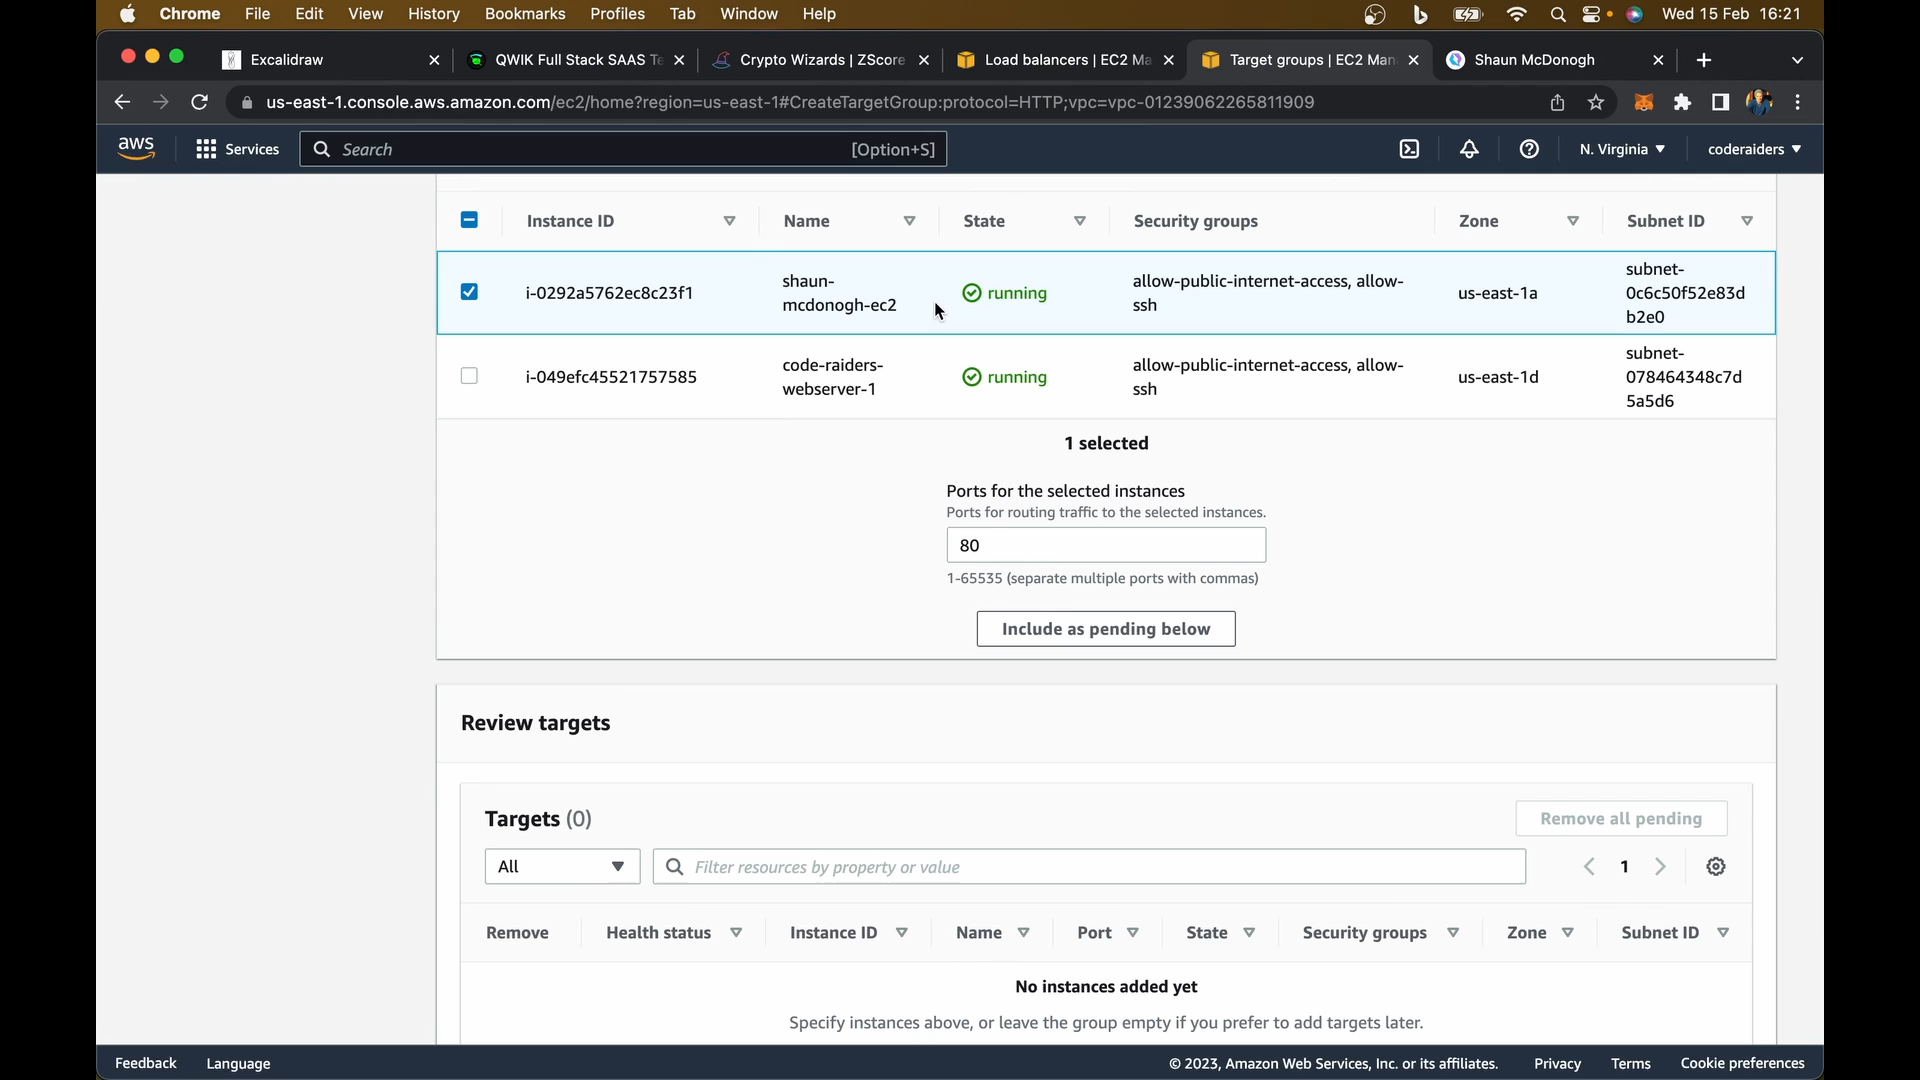 Chrome File Edit View History Bookmarks Profiles Tab Window Help Wed 15 Feb 16:21
Excalidraw QWIK Full Stack SAAS Te Crypto Wizards | ZScore Load balancers | EC2 Ma Target groups | EC2 Man Shaun McDonogh
us-east-1.console.aws.amazon.com/ec2/home?region=us-east-1#CreateTargetGroup:protocol=HTTP;vpc=vpc-01239062265811909
aws Services Search [Option+S] N. Virginia coderaiders
Instance ID Name State Security groups Zone Subnet ID
i-0292a5762ec8c23f1 shaun-mcdonogh-ec2 running allow-public-internet-access, allow-ssh us-east-1a subnet-0c6c50f52e83db2e0
i-049efc45521757585 code-raiders-webserver-1 running allow-public-internet-access, allow-ssh us-east-1d subnet-078464348c7d5a5d6
1 selected
Ports for the selected instances
Ports for routing traffic to the selected instances.
80
1-65535 (separate multiple ports with commas)
Include as pending below
Review targets
Targets (0) Remove all pending
All Filter resources by property or value 1
Remove Health status Instance ID Name Port State Security groups Zone Subnet ID
No instances added yet
Specify instances above, or leave the group empty if you prefer to add targets later.
Feedback Language © 2023, Amazon Web Services, Inc. or its affiliates. Privacy Terms Cookie preferences